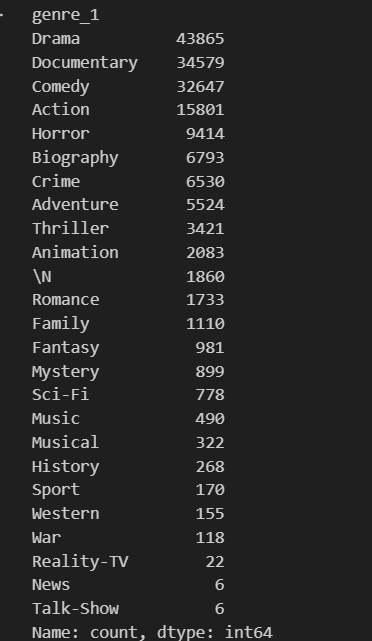 genre_1
Drama 43865
Documentary 34579
Comedy 32647
Action 15801
Horror 9414
Biography 6793
Crime 6530
Adventure 5524
Thriller 3421
Animation 2083
\N 1860
Romance 1733
Family 1110
Fantasy 981
Mystery 899
Sci-Fi 778
Music 490
Musical 322
History 268
Sport 170
Western 155
War 118
Reality-TV 22
News 6
Talk-Show 6
Name: count, dtype: int64